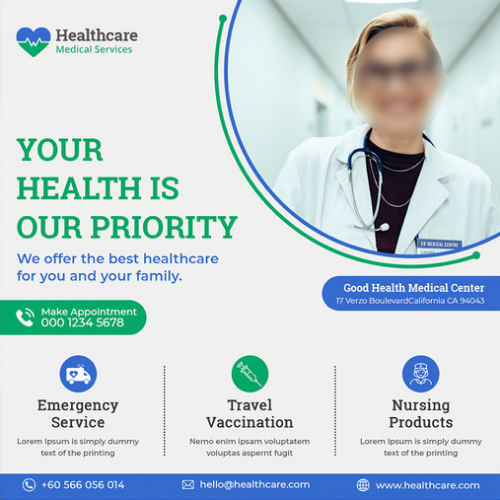 Healthcare
Medical Services
YOUR
HEALTH IS
OUR PRIORITY
We offer the best healthcare
for you and your family.
Make Appointment
000 1234 5678
Good Health Medical Center
17 Verzo BoulevardCalifornia CA 94043
Emergency
Service
Lorem Ipsum is simply dummy
text of the printing
Travel
Vaccination
Nemo enim ipsam voluptatem
voluptas aspernt fugit
Nursing
Products
Lorem Ipsum is simply dummy
text of the printing
+60 566 056 014
hello@healthcare.com
www.healthcare.com